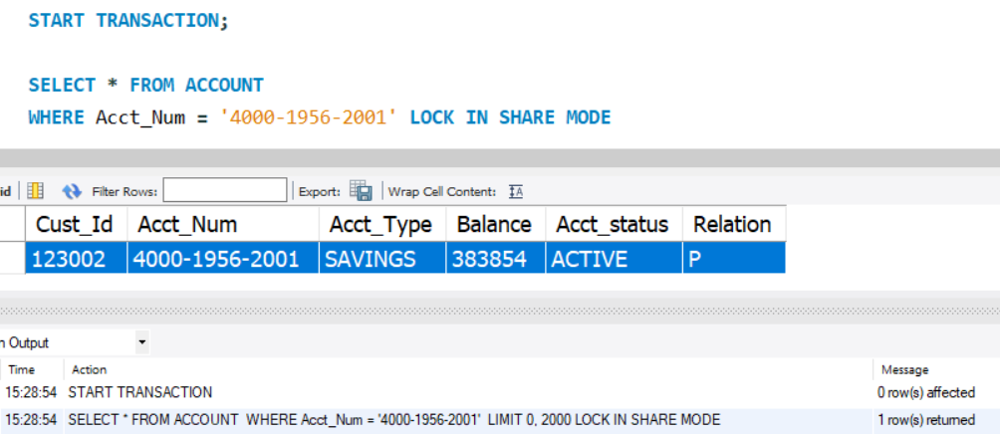 START TRANSACTION;
SELECT * FROM ACCOUNT
WHERE Acct_Num = '4000-1956-2001' LOCK IN SHARE MODE
id Filter Rows: Export: Wrap Cell Content: IA
Cust_Id Acct_Num Acct_Type Balance Acct_status Relation
123002 4000-1956-2001 SAVINGS 383854 ACTIVE P
n Output
Time Action Message
15:28:54 START TRANSACTION 0 row(s) affected
15:28:54 SELECT * FROM ACCOUNT WHERE Acct_Num = '4000-1956-2001' LIMIT 0, 2000 LOCK IN SHARE MODE 1 row(s) returned